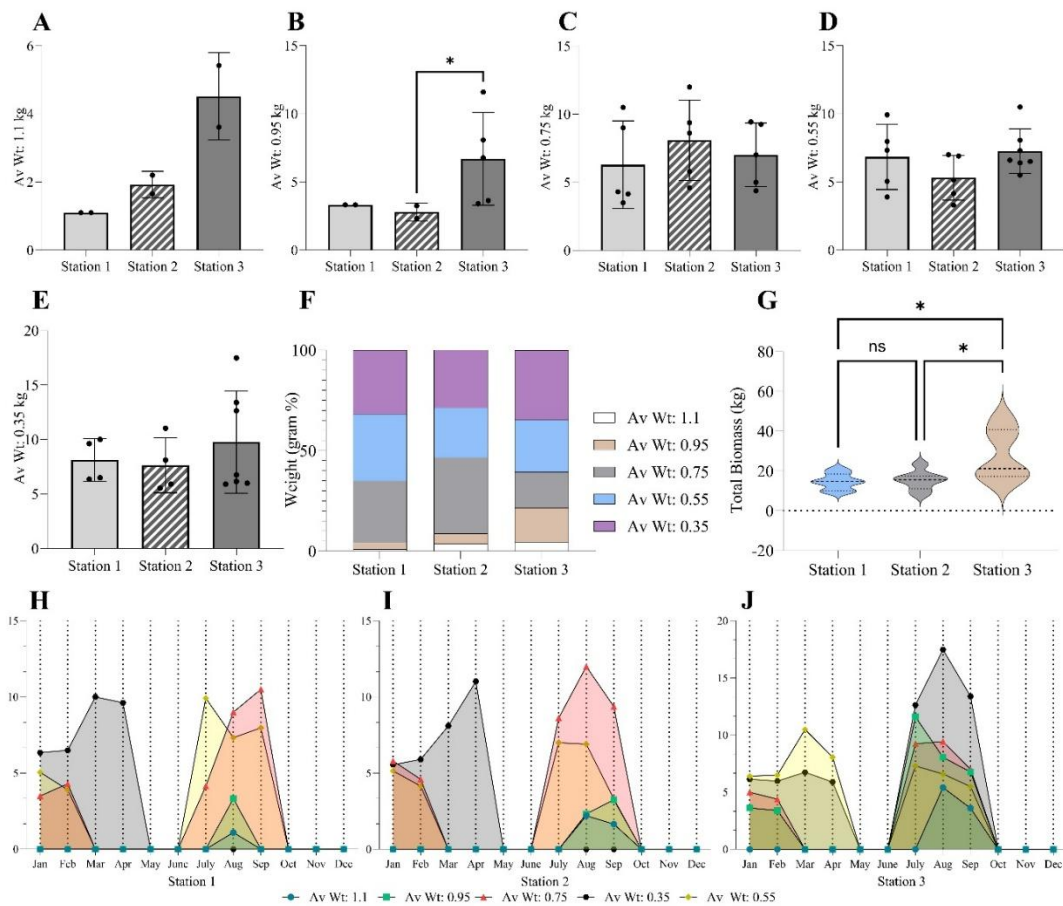 A
Av Wt: 1.1 kg
6
4
2
0
Station 1 Station 2 Station 3
B
Av Wt: 0.95 kg
15
10
5
0
*
Station 1 Station 2 Station 3
C
Av Wt: 0.75 kg
15
10
5
0
Station 1 Station 2 Station 3
D
Av Wt: 0.55 kg
15
10
5
0
Station 1 Station 2 Station 3
E
Av Wt: 0.35 kg
20
15
10
5
0
Station 1 Station 2 Station 3
F
Weight (gram %)
100
50
0
Station 1 Station 2 Station 3
Av Wt: 1.1
Av Wt: 0.95
Av Wt: 0.75
Av Wt: 0.55
Av Wt: 0.35
G
Total Biomass (kg)
80
60
40
20
0
-20
*
ns
*
Station 1 Station 2 Station 3
H
15
10
5
0
Jan Feb Mar Apr May June July Aug Sep Oct Nov Dec
Station 1
I
15
10
5
0
Jan Feb Mar Apr May June July Aug Sep Oct Nov Dec
Station 2
J
20
15
10
5
0
Jan Feb Mar Apr May June July Aug Sep Oct Nov Dec
Station 3
Av Wt: 1.1 Av Wt: 0.95 Av Wt: 0.75 Av Wt: 0.35 Av Wt: 0.55